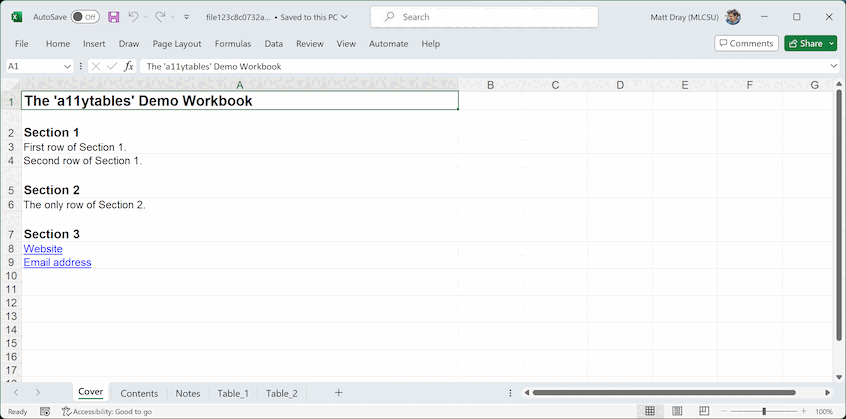 AutoSave Off file123c8c0732a... • Saved to this PC Search Matt Dray (MLCSU)
File Home Insert Draw Page Layout Formulas Data Review View Automate Help Comments Share
A1 fx The 'a11ytables' Demo Workbook
A B C D E F G
1 The 'a11ytables' Demo Workbook
2 Section 1
3 First row of Section 1.
4 Second row of Section 1.
5 Section 2
6 The only row of Section 2.
7 Section 3
8 Website
9 Email address
10
11
12
13
14
15
16
17
Cover Contents Notes Table_1 Table_2
Ready Accessibility: Good to go 100%